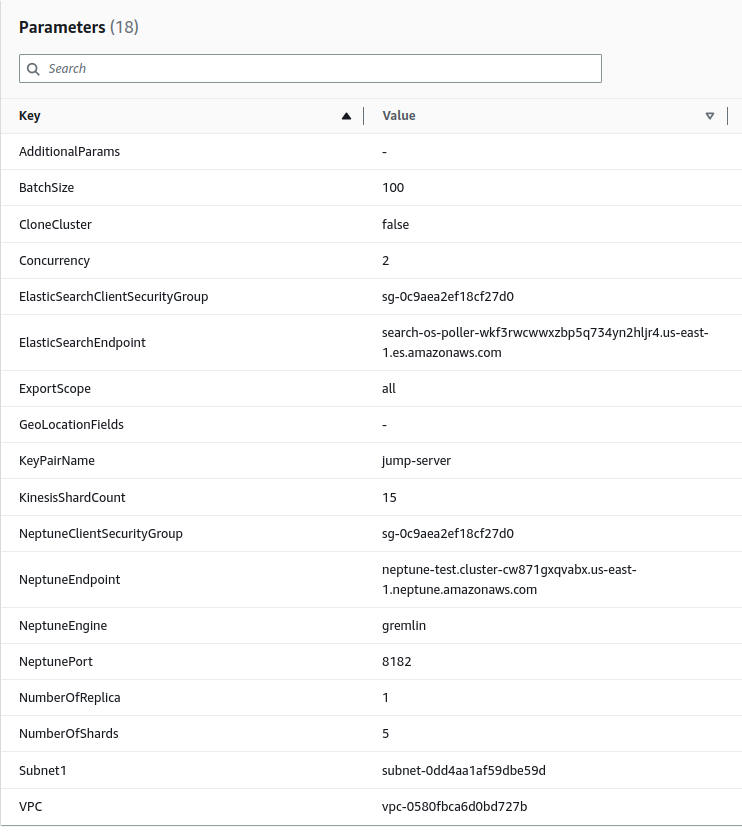 Parameters (18)
Search
Key Value
AdditionalParams -
BatchSize 100
CloneCluster false
Concurrency 2
ElasticSearchClientSecurityGroup sg-0c9aea2ef18cf27d0
ElasticSearchEndpoint search-os-poller-wkf3rwcwwxzbp5q734yn2hljr4.us-east-
1.es.amazonaws.com
ExportScope all
GeoLocationFields -
KeyPairName jump-server
KinesisShardCount 15
NeptuneClientSecurityGroup sg-0c9aea2ef18cf27d0
NeptuneEndpoint neptune-test.cluster-cw871gxqvabx.us-east-
1.neptune.amazonaws.com
NeptuneEngine gremlin
NeptunePort 8182
NumberOfReplica 1
NumberOfShards 5
Subnet1 subnet-0dd4aa1af59dbe59d
VPC vpc-0580fbca6d0bd727b